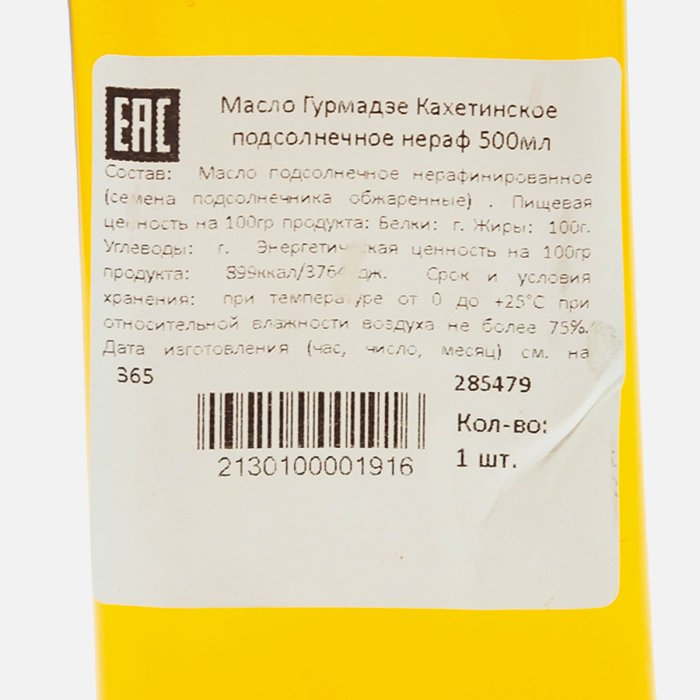 ЕАС
Масло Гурмадзе Кахетинское
подсолнечное нераф 500мл
Состав: Масло подсолнечное нерафинированное
(семена подсолнечника обжаренные) . Пищевая
ценность на 100гр продукта: Белки: г. Жиры: 100г.
Углеводы: г. Энергетическая ценность на 100гр
продукта: 899ккал/3764дж. Срок и условия
хранения: при температуре от 0 до +25°С при
относительной влажности воздуха не более 75%.
Дата изготовления (час, число, месяц) см. на
365
285479
Кол-во:
1 шт.
2130100001916